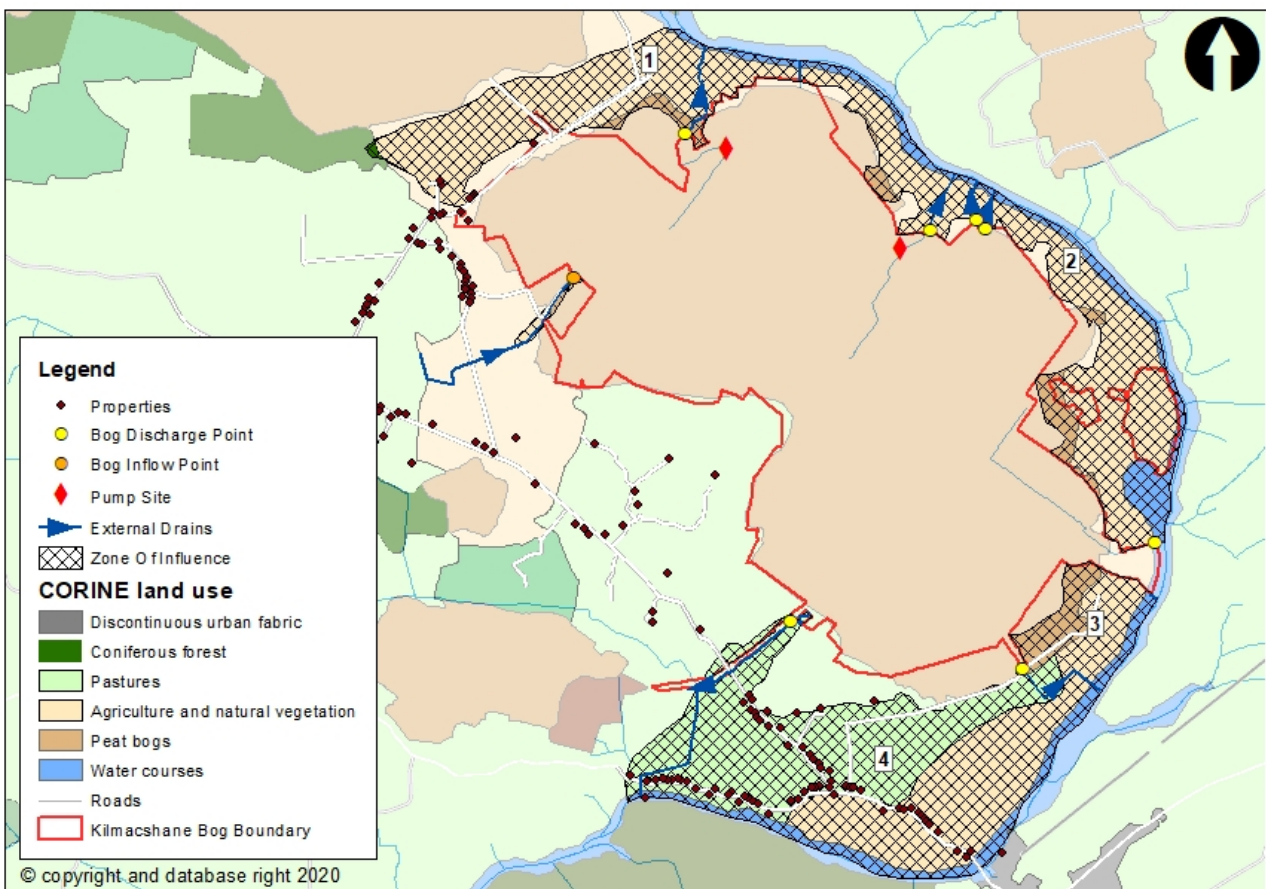 1
2
3
4
Legend
Properties
Bog Discharge Point
Bog Inflow Point
Pump Site
External Drains
Zone Of Influence
CORINE land use
Discontinuous urban fabric
Coniferous forest
Pastures
Agriculture and natural vegetation
Peat bogs
Water courses
Roads
Kilmacshane Bog Boundary
© copyright and database right 2020